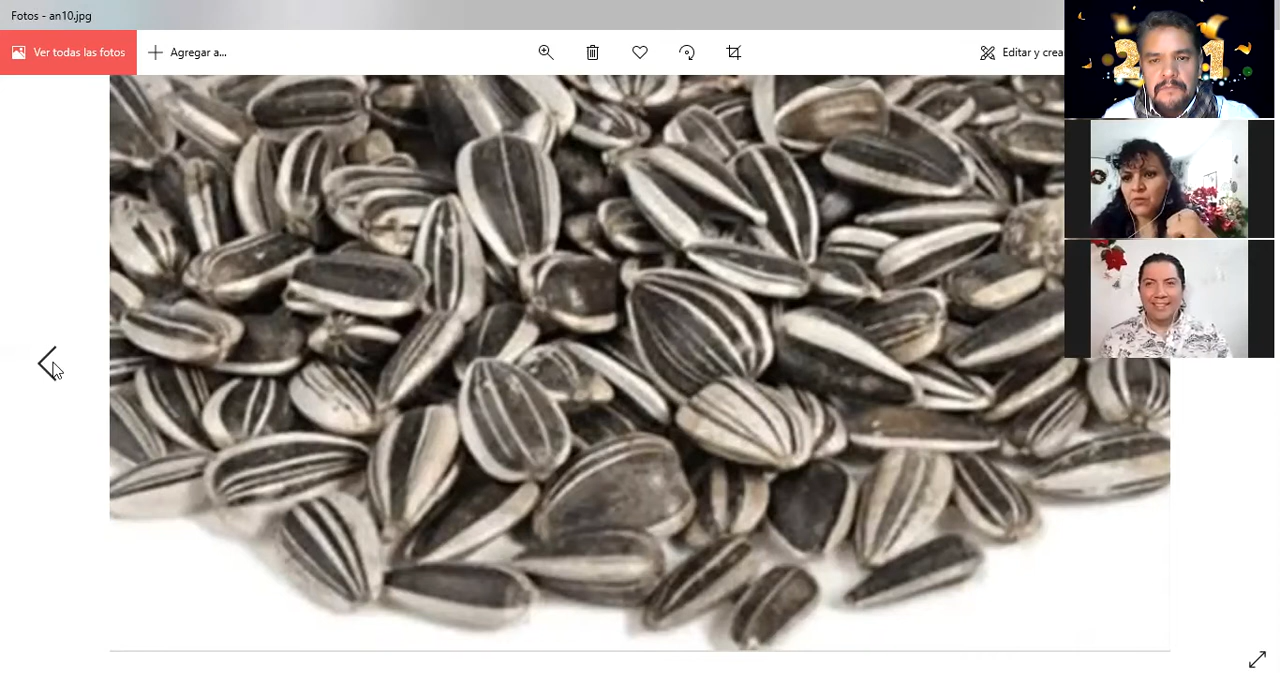 Fotos - an10.jpg
Ver todas las fotos
Agregar a...
Editar y crea